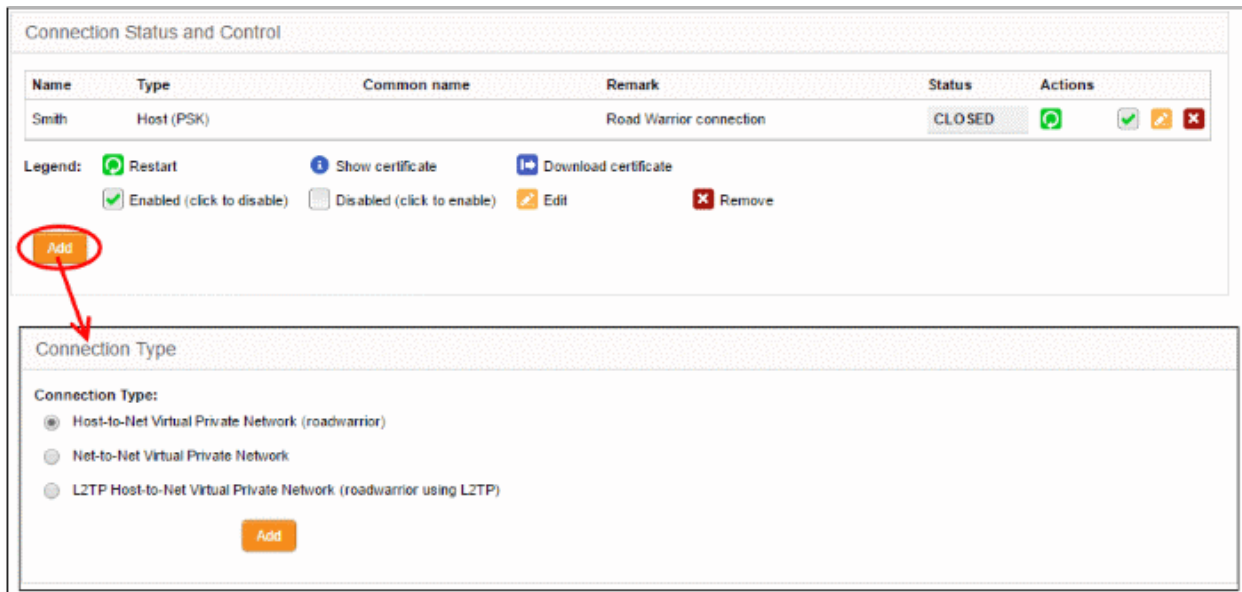 Connection Status and Control
Name Type Common name Remark Status Actions
Smith Host (PSK) Road Warrior connection CLOSED
Legend: Restart Show certificate Download certificate
Enabled (click to disable) Disabled (click to enable) Edit Remove
Add
Connection Type
Connection Type:
Host-to-Net Virtual Private Network (roadwarrior)
Net-to-Net Virtual Private Network
L2TP Host-to-Net Virtual Private Network (roadwarrior using L2TP)
Add